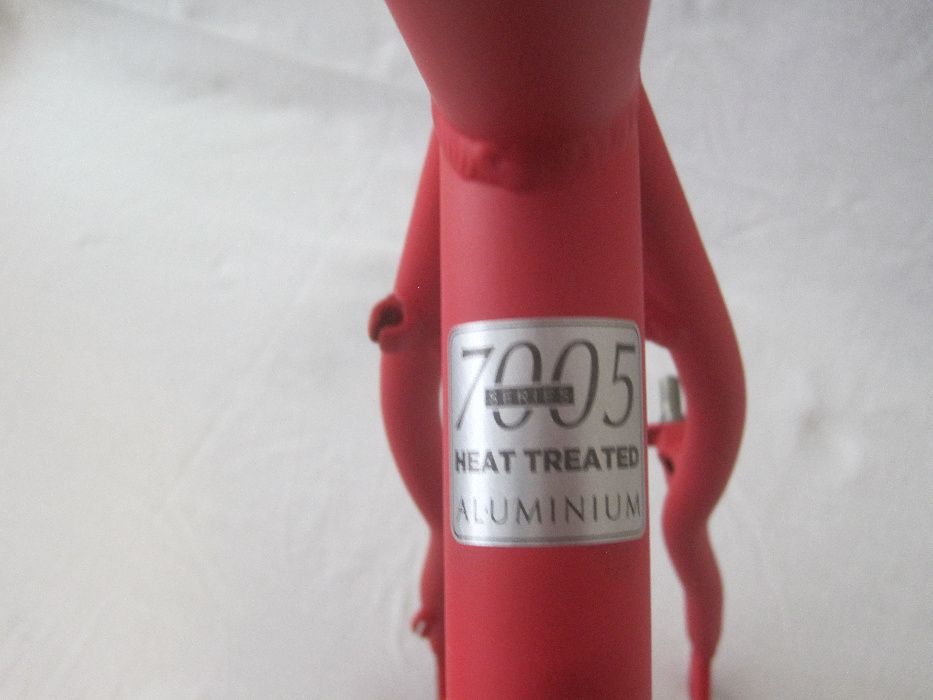 7005
SERIES
HEAT TREATED
ALUMINIUM